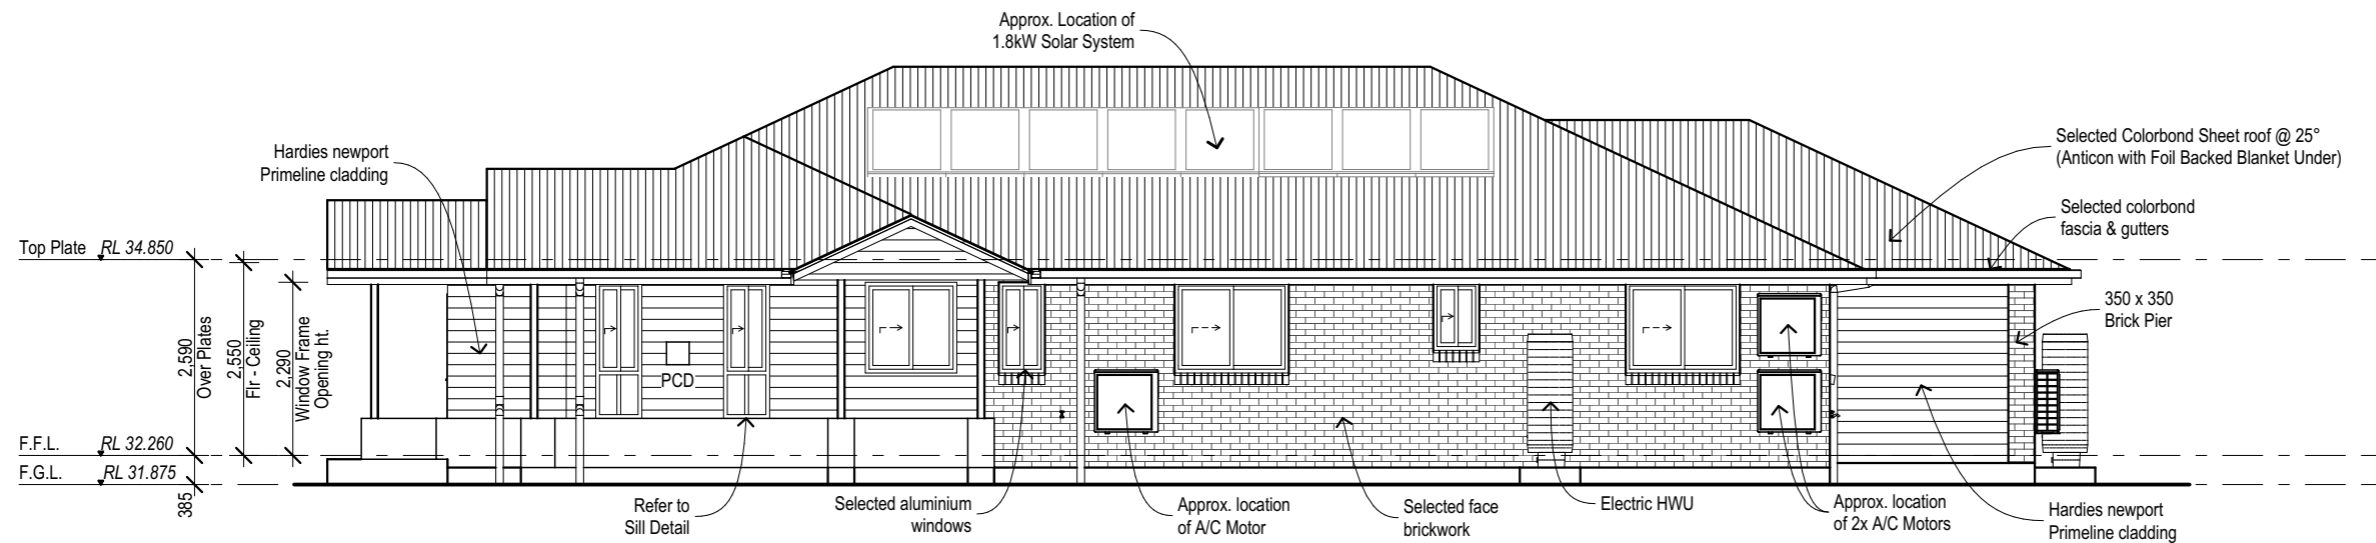 Approx. Location of
1.8kW Solar System
Hardies newport
Primeline cladding
Selected Colorbond Sheet roof @ 25°
(Anticon with Foil Backed Blanket Under)
Selected colorbond
fascia & gutters
Top Plate RL 34.850
350 x 350
Brick Pier
2,590
Over Plates
2,550
Flr - Ceiling
2,290
Window Frame
Opening ht.
PCD
F.F.L. RL 32.260
F.G.L. RL 31.875
385
Refer to
Sill Detail
Selected aluminium
windows
Approx. location
of A/C Motor
Selected face
brickwork
Electric HWU
Approx. location
of 2x A/C Motors
Hardies newport
Primeline cladding